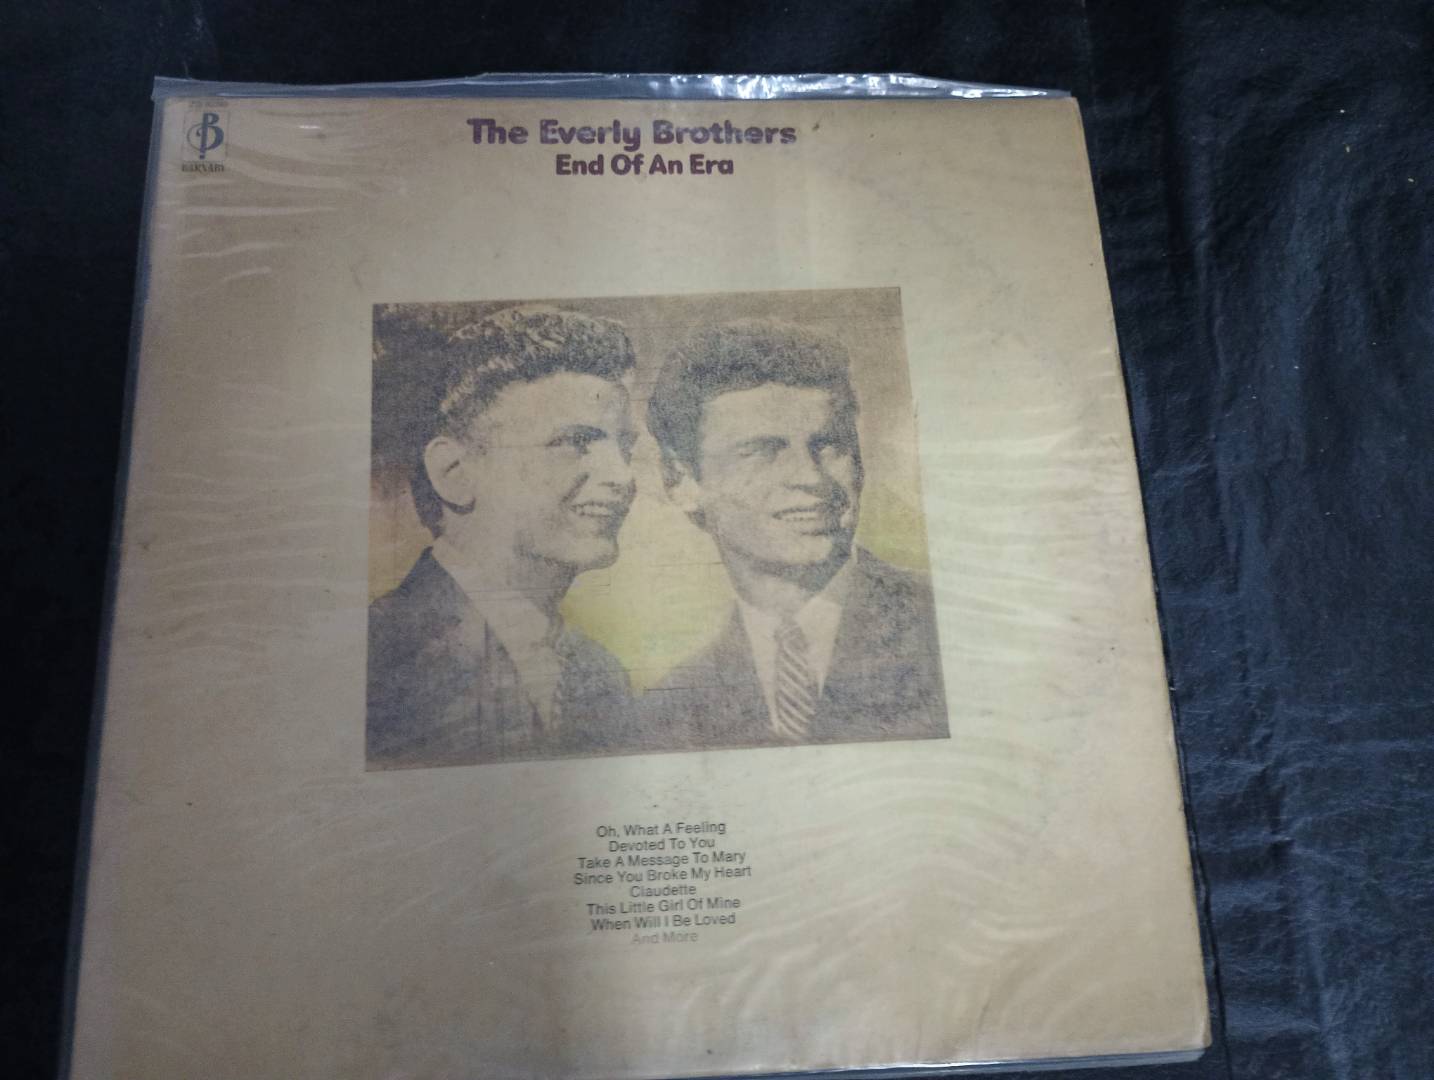 B
BARNABY
The Everly Brothers
End Of An Era
Oh, What A Feeling
Devoted To You
Take A Message To Mary
Since You Broke My Heart
Claudette
This Little Girl Of Mine
When Will I Be Loved
And More